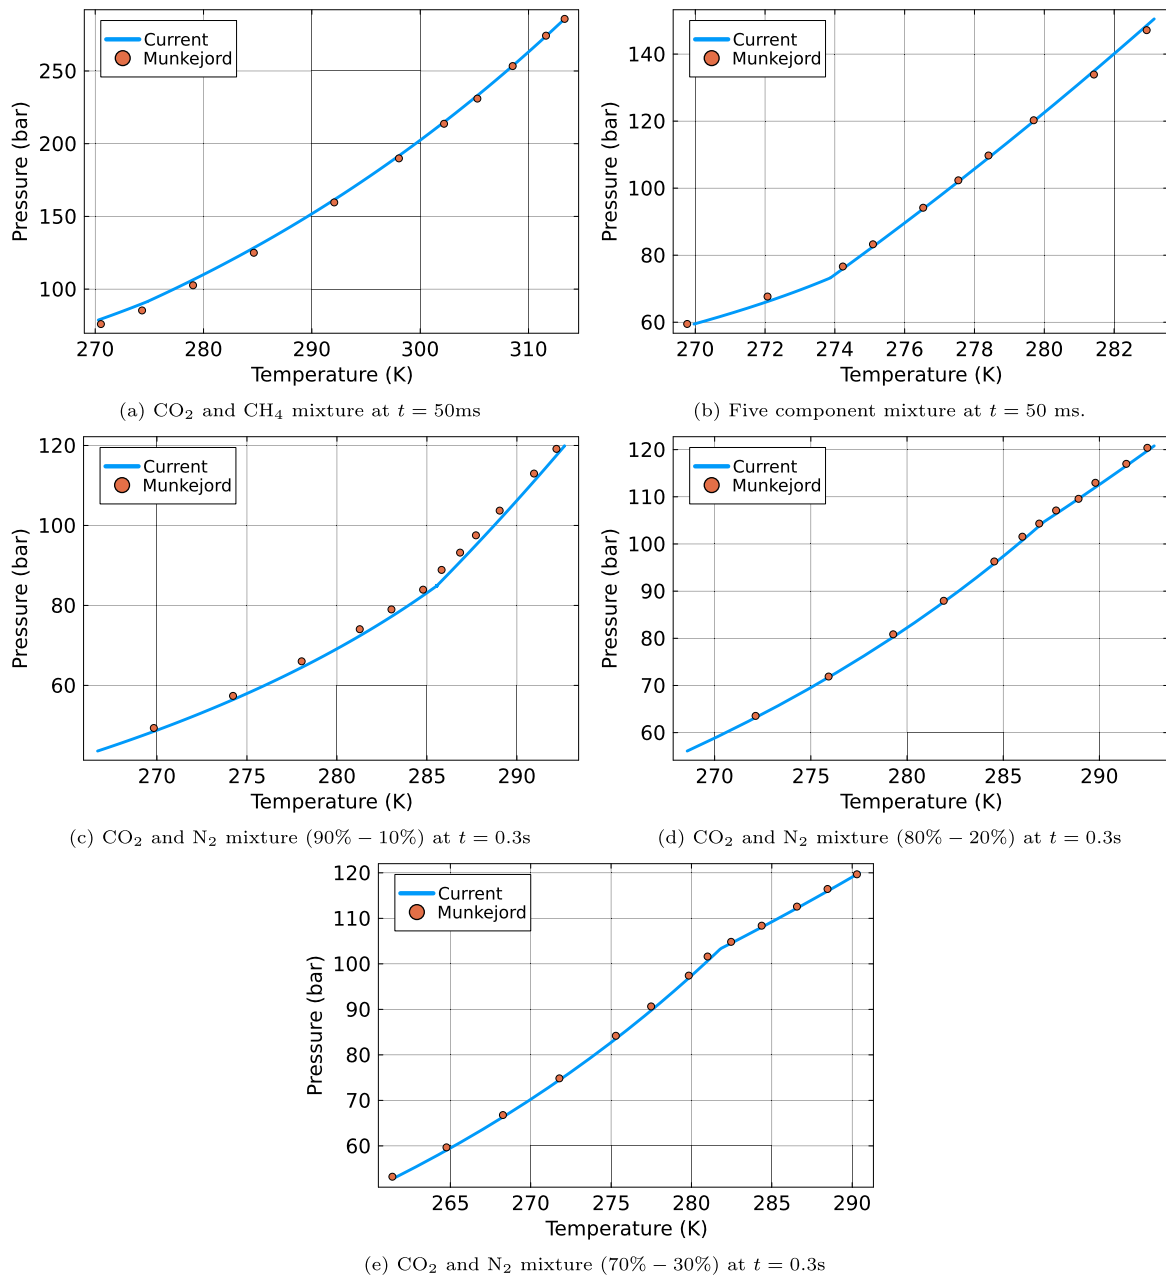 Current
Munkejord
Pressure (bar)
250
200
150
100
270 280 290 300 310
Temperature (K)
(a) CO₂ and CH₄ mixture at t = 50ms
Current
Munkejord
Pressure (bar)
140
120
100
80
60
270 272 274 276 278 280 282
Temperature (K)
(b) Five component mixture at t = 50 ms.
Current
Munkejord
Pressure (bar)
120
100
80
60
270 275 280 285 290
Temperature (K)
(c) CO₂ and N₂ mixture (90% − 10%) at t = 0.3s
Current
Munkejord
Pressure (bar)
120
110
100
90
80
70
60
270 275 280 285 290
Temperature (K)
(d) CO₂ and N₂ mixture (80% − 20%) at t = 0.3s
Current
Munkejord
Pressure (bar)
120
110
100
90
80
70
60
265 270 275 280 285 290
Temperature (K)
(e) CO₂ and N₂ mixture (70% − 30%) at t = 0.3s